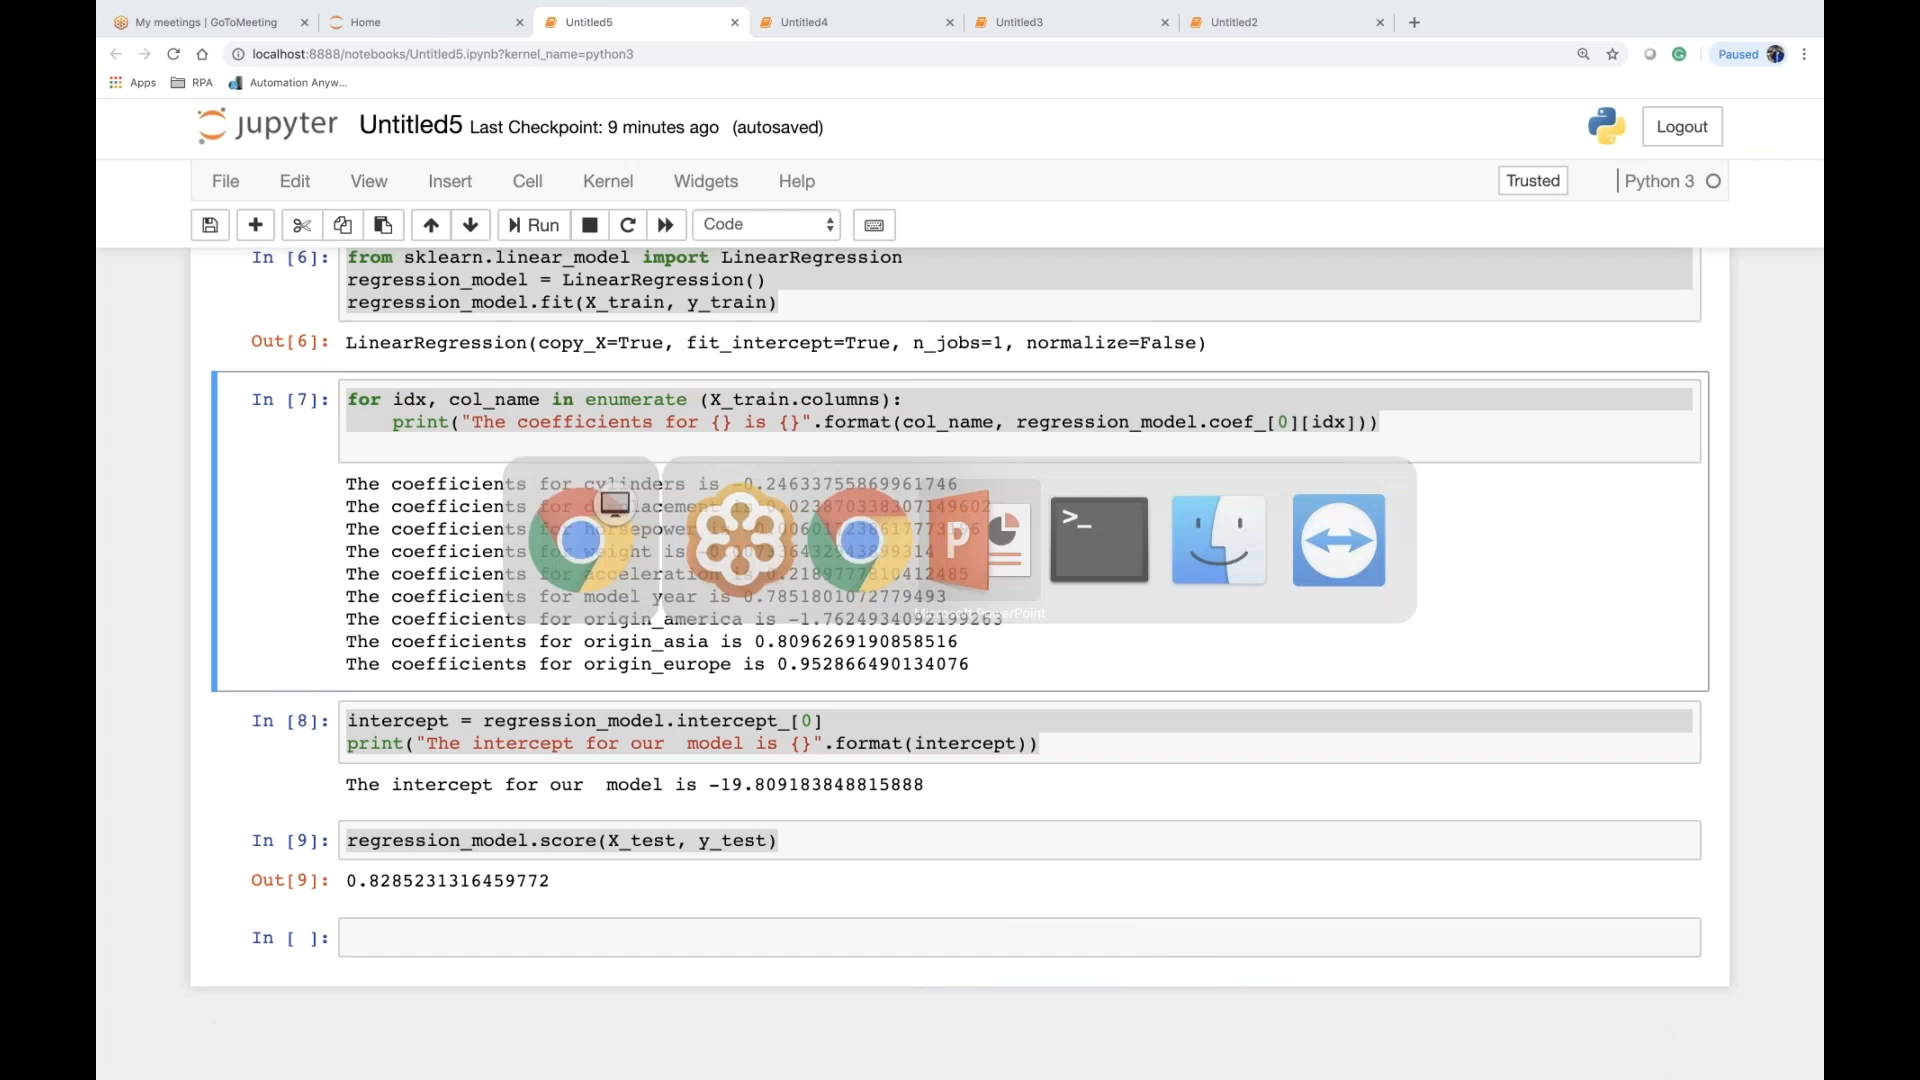 My meetings | GoToMeeting
Home
Untitled5
Untitled4
Untitled3
Untitled2
localhost:8888/notebooks/Untitled5.ipynb?kernel_name=python3
Paused
Apps
RPA
Automation Anyw...
jupyter
Untitled5 Last Checkpoint: 9 minutes ago (autosaved)
Logout
File
Edit
View
Insert
Cell
Kernel
Widgets
Help
Trusted
Python 3
Run
Code
In [6]:
from sklearn.linear_model import LinearRegression
regression_model = LinearRegression()
regression_model.fit(X_train, y_train)
Out[6]:
LinearRegression(copy_X=True, fit_intercept=True, n_jobs=1, normalize=False)
In [7]:
for idx, col_name in enumerate (X_train.columns):
print("The coefficients for {} is {}".format(col_name, regression_model.coef_[0][idx]))
The coefficients for cylinders is -0.24633755869961746
The coefficients for displacement is 0.023870338307149602
The coefficients for horsepower is
The coefficients for weight is
The coefficients for acceleration is 0.2189777810412485
The coefficients for model year is 0.7851801072779493
The coefficients for origin_america is -1.7624934092199263
The coefficients for origin_asia is 0.8096269190858516
The coefficients for origin_europe is 0.952866490134076
Microsoft PowerPoint
In [8]:
intercept = regression_model.intercept_[0]
print("The intercept for our  model is {}".format(intercept))
The intercept for our  model is -19.809183848815888
In [9]:
regression_model.score(X_test, y_test)
Out[9]:
0.8285231316459772
In [ ]: